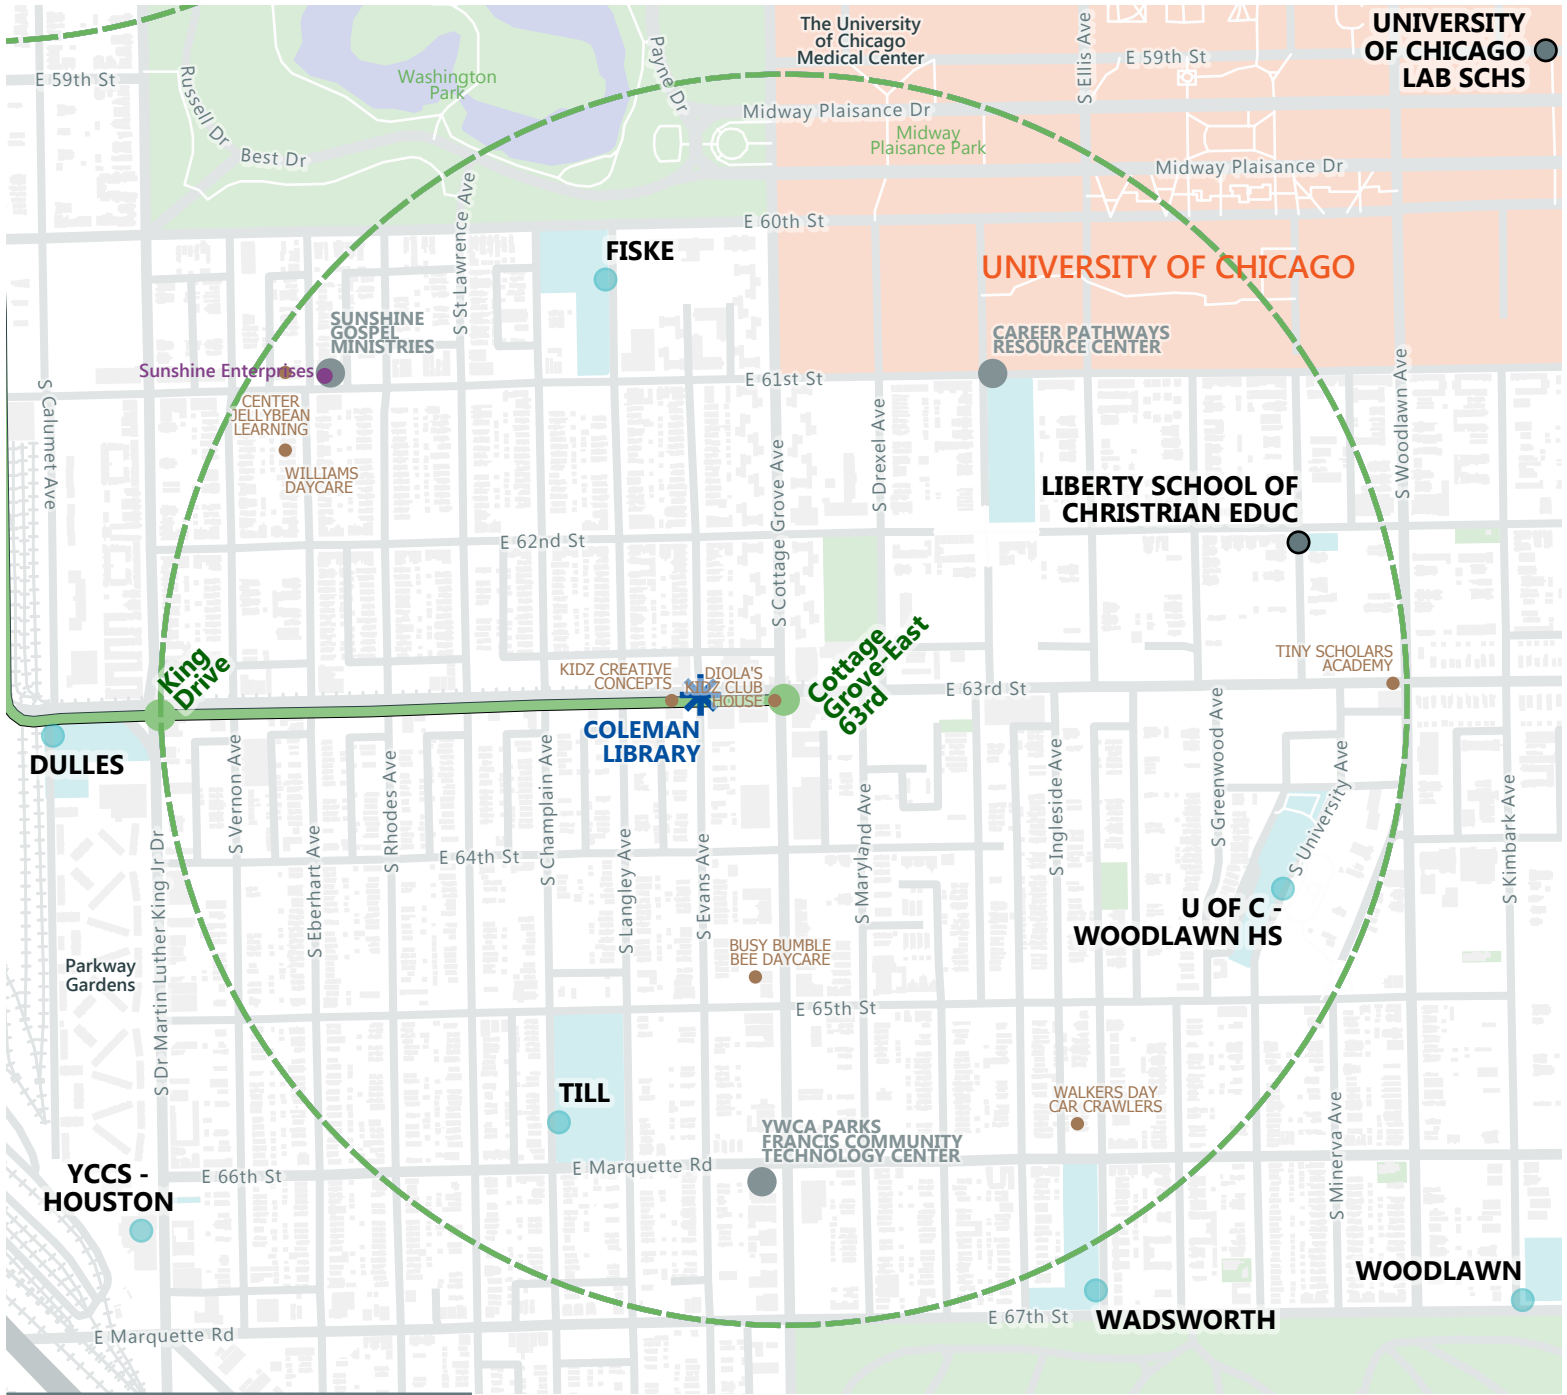 The University
of Chicago
Medical Center
UNIVERSITY
OF CHICAGO
LAB SCHS
E 59th St
Russell Dr
Best Dr
Washington
Park
Payne Dr
S Ellis Ave
E 59th St
Midway Plaisance Dr
Midway
Plaisance Park
Midway Plaisance Dr
S St Lawrence Ave
E 60th St
FISKE
UNIVERSITY OF CHICAGO
SUNSHINE
GOSPEL
MINISTRIES
Sunshine Enterprises
CENTER
JELLYBEAN
LEARNING
WILLIAMS
DAYCARE
CAREER PATHWAYS
RESOURCE CENTER
E 61st St
S Calumet Ave
S Cottage Grove Ave
S Drexel Ave
S Woodlawn Ave
LIBERTY SCHOOL OF
CHRISTRIAN EDUC
E 62nd St
King
Drive
KIDZ CREATIVE
CONCEPTS
DIOLA'S
KIDZ CLUB
HOUSE
Cottage
Grove-East
63rd
E 63rd St
TINY SCHOLARS
ACADEMY
COLEMAN
LIBRARY
DULLES
S Vernon Ave
S Eberhart Ave
S Rhodes Ave
E 64th St
S Champlain Ave
S Langley Ave
S Evans Ave
S Maryland Ave
S Ingleside Ave
S Greenwood Ave
S University Ave
S Kimbark Ave
U OF C -
WOODLAWN HS
Parkway
Gardens
S Dr Martin Luther King Jr Dr
BUSY BUMBLE
BEE DAYCARE
E 65th St
TILL
WALKERS DAY
CAR CRAWLERS
YWCA PARKS
FRANCIS COMMUNITY
TECHNOLOGY CENTER
S Minerva Ave
YCCS -
HOUSTON
E 66th St
E Marquette Rd
WOODLAWN
WADSWORTH
E 67th St
E Marquette Rd